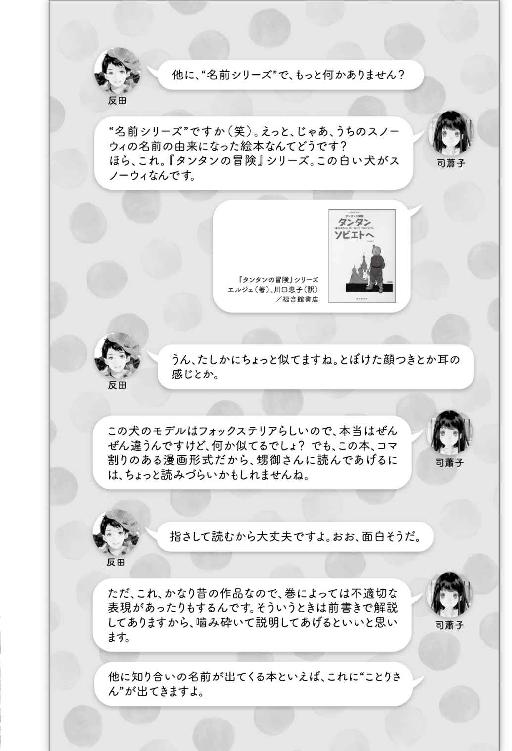 他に、“名前シリーズ”で、もっと何かありません?
反田
“名前シリーズ”ですか(笑)。えっと、じゃあ、うちのスノー
ウィの名前の由来になった絵本なんてどうです?
ほら、これ。『タンタンの冒険』シリーズ。この白い犬がス
ノーウィなんです。
司蕭子
タンタン
ソビエトへ
『タンタンの冒険』シリーズ
エルジェ(著)、川口恵子(訳)
/福音館書店
うん、たしかにちょっと似てますね。とぼけた顔つきとか耳の
感じとか。
反田
この犬のモデルはフォックステリアらしいので、本当はぜん
ぜん違うんですけど、何か似てるでしょ? でも、この本、コマ
割りのある漫画形式だから、甥御さんに読んであげるに
は、ちょっと読みづらいかもしれませんね。
司蕭子
指さして読むから大丈夫ですよ。おお、面白そうだ。
反田
ただ、これ、かなり昔の作品なので、巻によっては不適切な
表現があったりもするんです。そういうときは前書きで解説
してありますから、噛み砕いて説明してあげるといいと思い
ます。
司蕭子
他に知り合いの名前が出てくる本といえば、これに“ことりさ
ん”が出てきますよ。